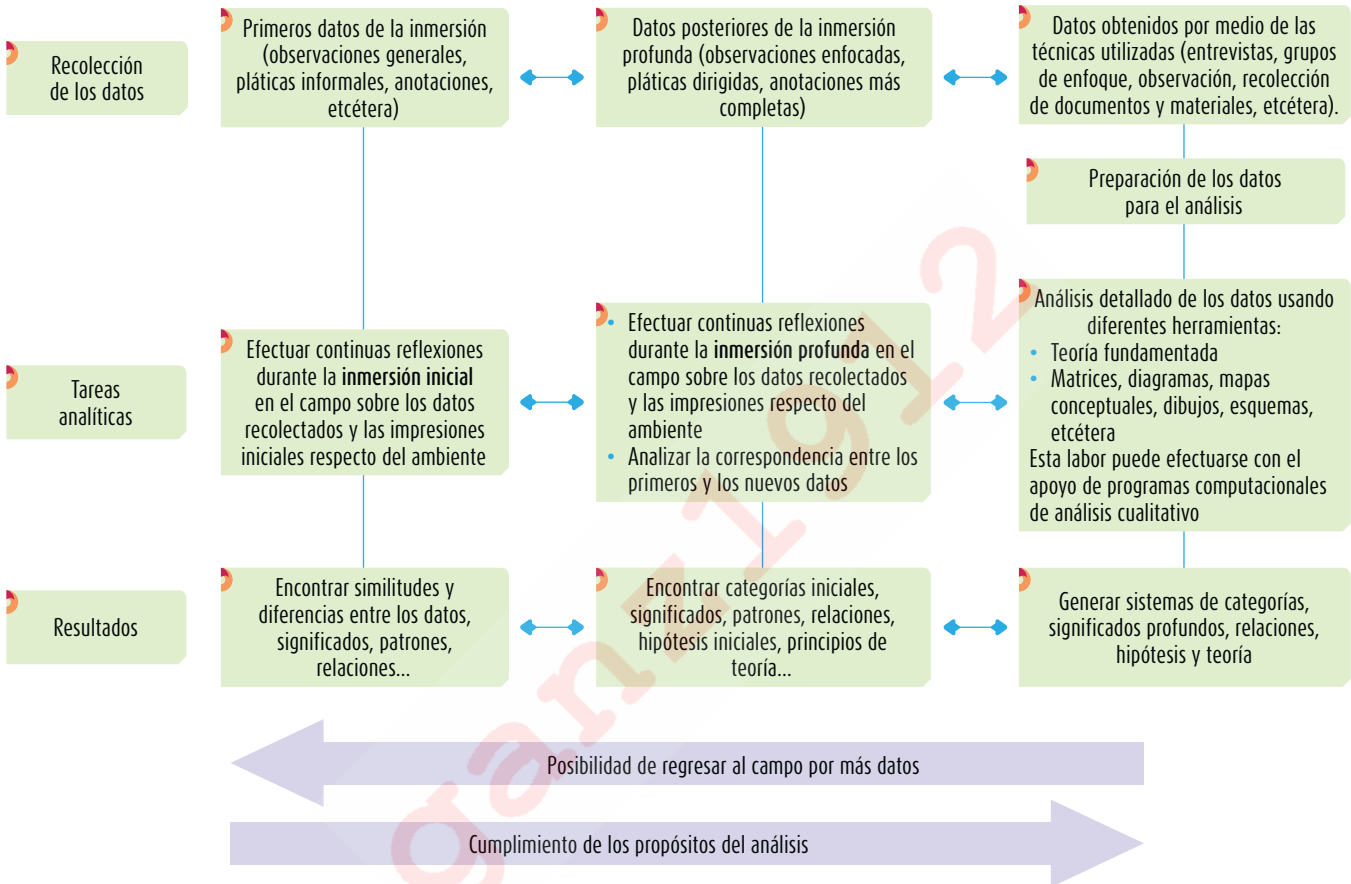 Recolección
de los datos
Primeros datos de la inmersión
(observaciones generales,
pláticas informales, anotaciones,
etcétera)
Datos posteriores de la inmersión
profunda (observaciones enfocadas,
pláticas dirigidas, anotaciones más
completas)
Datos obtenidos por medio de las
técnicas utilizadas (entrevistas, grupos
de enfoque, observación, recolección
de documentos y materiales, etcétera).
Preparación de los datos
para el análisis
Tareas
analíticas
Efectuar continuas reflexiones
durante la inmersión inicial
en el campo sobre los datos
recolectados y las impresiones
iniciales respecto del ambiente
• Efectuar continuas reflexiones
durante la inmersión profunda en el
campo sobre los datos recolectados
y las impresiones respecto del
ambiente
• Analizar la correspondencia entre los
primeros y los nuevos datos
Análisis detallado de los datos usando
diferentes herramientas:
• Teoría fundamentada
• Matrices, diagramas, mapas
conceptuales, dibujos, esquemas,
etcétera
Esta labor puede efectuarse con el
apoyo de programas computacionales
de análisis cualitativo
Resultados
Encontrar similitudes y
diferencias entre los datos,
significados, patrones,
relaciones...
Encontrar categorías iniciales,
significados, patrones, relaciones,
hipótesis iniciales, principios de
teoría...
Generar sistemas de categorías,
significados profundos, relaciones,
hipótesis y teoría
Posibilidad de regresar al campo por más datos
Cumplimiento de los propósitos del análisis
ganz1912